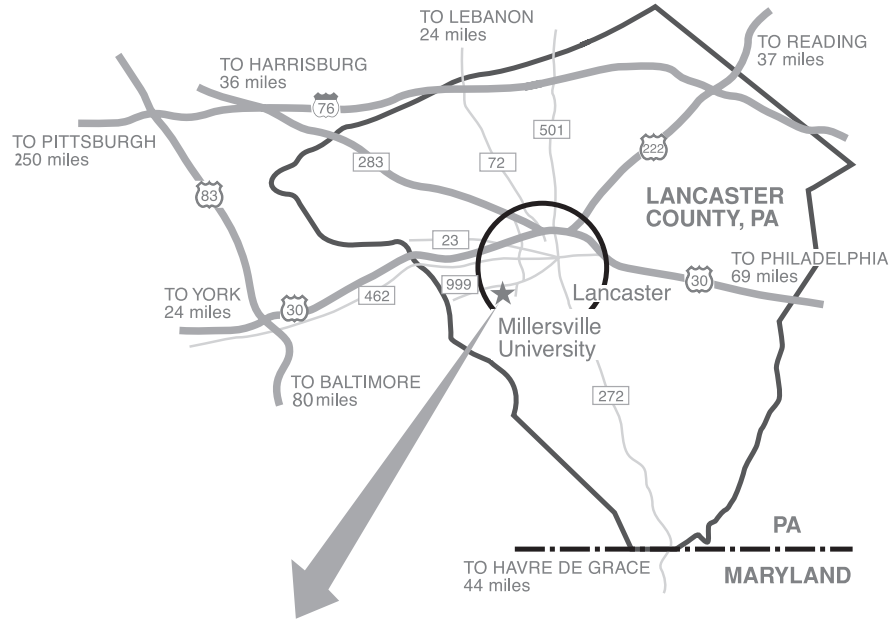 TO LEBANON
24 miles
TO READING
37 miles
TO HARRISBURG
36 miles
76
TO PITTSBURGH
250 miles
501
283
72
222
83
LANCASTER
COUNTY, PA
23
TO PHILADELPHIA
69 miles
30
999
462
TO YORK
24 miles
30
Lancaster
Millersville
University
TO BALTIMORE
80 miles
272
PA
TO HAVRE DE GRACE
44 miles
MARYLAND